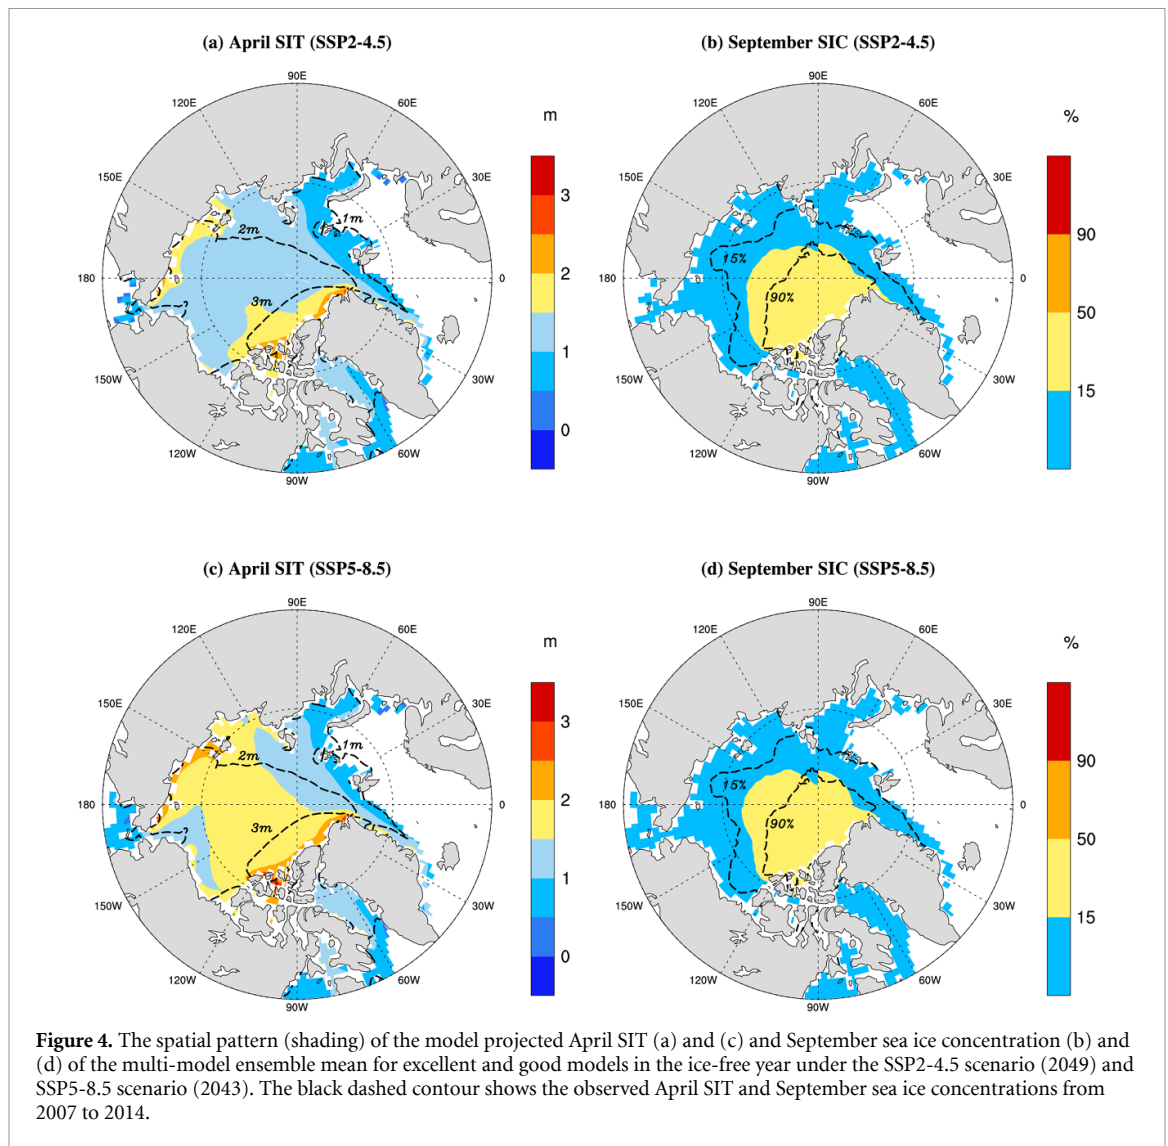 (a) April SIT (SSP2-4.5)
90E
120E
60E
150E
30E
180
0
150W
30W
120W
60W
90W
2m
1m
3m
m
3
2
1
0
(b) September SIC (SSP2-4.5)
90E
120E
60E
150E
30E
180
0
150W
30W
120W
60W
90W
15%
90%
%
90
50
15
(c) April SIT (SSP5-8.5)
90E
120E
60E
150E
30E
180
0
150W
30W
120W
60W
90W
2m
1m
3m
m
3
2
1
0
(d) September SIC (SSP5-8.5)
90E
120E
60E
150E
30E
180
0
150W
30W
120W
60W
90W
15%
90%
%
90
50
15
Figure 4. The spatial pattern (shading) of the model projected April SIT (a) and (c) and September sea ice concentration (b) and
(d) of the multi-model ensemble mean for excellent and good models in the ice-free year under the SSP2-4.5 scenario (2049) and
SSP5-8.5 scenario (2043). The black dashed contour shows the observed April SIT and September sea ice concentrations from
2007 to 2014.